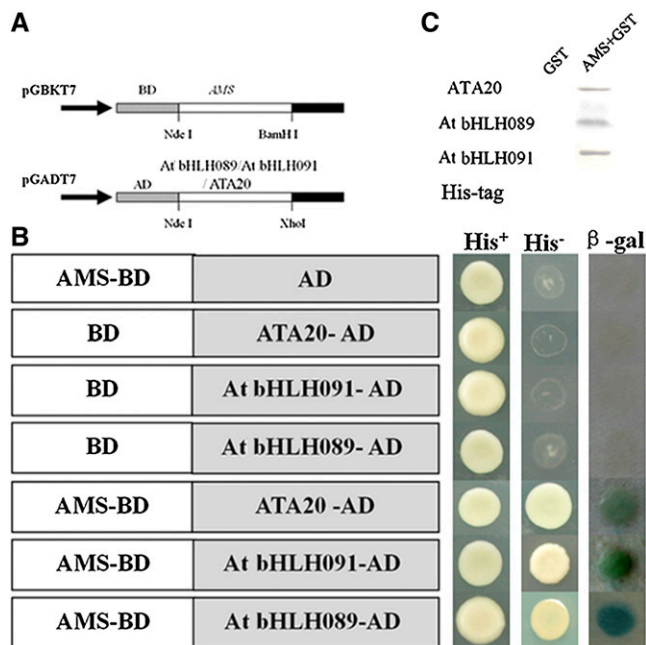 A
pGBKT7
BD AMS
Nde I BamH I
At bHLH089/At bHLH091
pGADT7
AD / ATA20
Nde I XhoI
C
GST AMS+GST
ATA20
At bHLH089
At bHLH091
His-tag
B
His+ His- β-gal
AMS-BD AD
BD ATA20- AD
BD At bHLH091- AD
BD At bHLH089- AD
AMS-BD ATA20 -AD
AMS-BD At bHLH091-AD
AMS-BD At bHLH089-AD